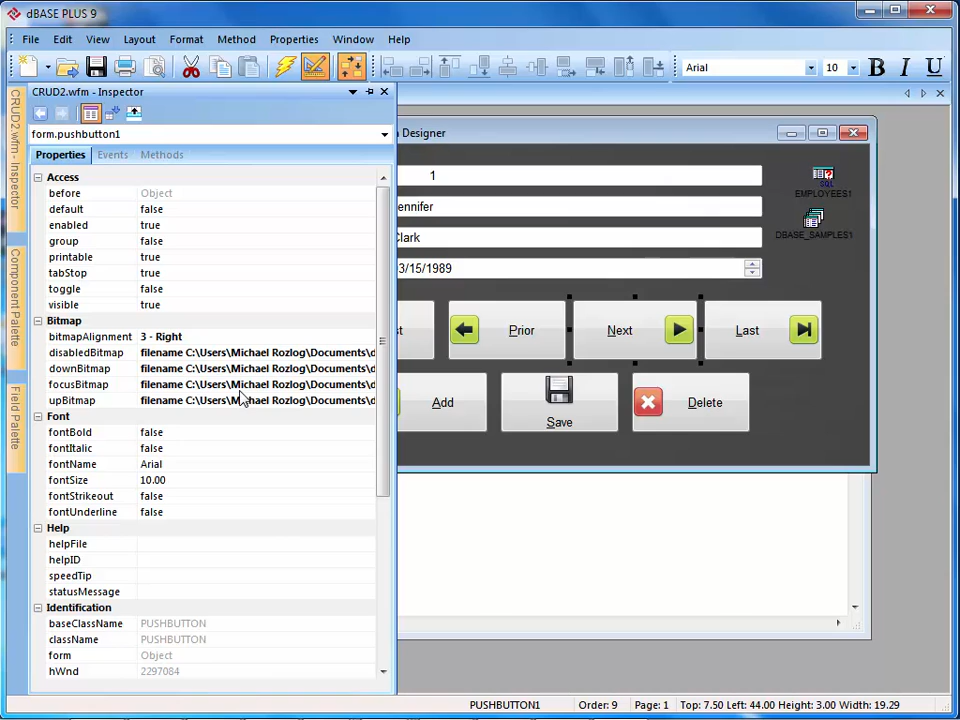 dBASE PLUS 9
File Edit View Layout Format Method Properties Window Help
Arial 10 B I U
CRUD2.wfm - Inspector
form.pushbutton1
Properties Events Methods
Access
before Object
default false
enabled true
group false
printable true
tabStop true
toggle false
visible true
Bitmap
bitmapAlignment 3 - Right
disabledBitmap filename C:\Users\Michael Rozlog\Documents\d
downBitmap filename C:\Users\Michael Rozlog\Documents\d
focusBitmap filename C:\Users\Michael Rozlog\Documents\d
upBitmap filename C:\Users\Michael Rozlog\Documents\d
Font
fontBold false
fontItalic false
fontName Arial
fontSize 10.00
fontStrikeout false
fontUnderline false
Help
helpFile
helpID
speedTip
statusMessage
Identification
baseClassName PUSHBUTTON
className PUSHBUTTON
form Object
hWnd 2297084
CRUD2.wfm - Inspector
Component Palette
Field Palette
Designer
1
ennifer
Clark
3/15/1989
SQL
EMPLOYEES1
DBASE_SAMPLES1
st Prior Next Last
Add Save Delete
PUSHBUTTON1 Order: 9 Page: 1 Top: 7.50 Left: 44.00 Height: 3.00 Width: 19.29